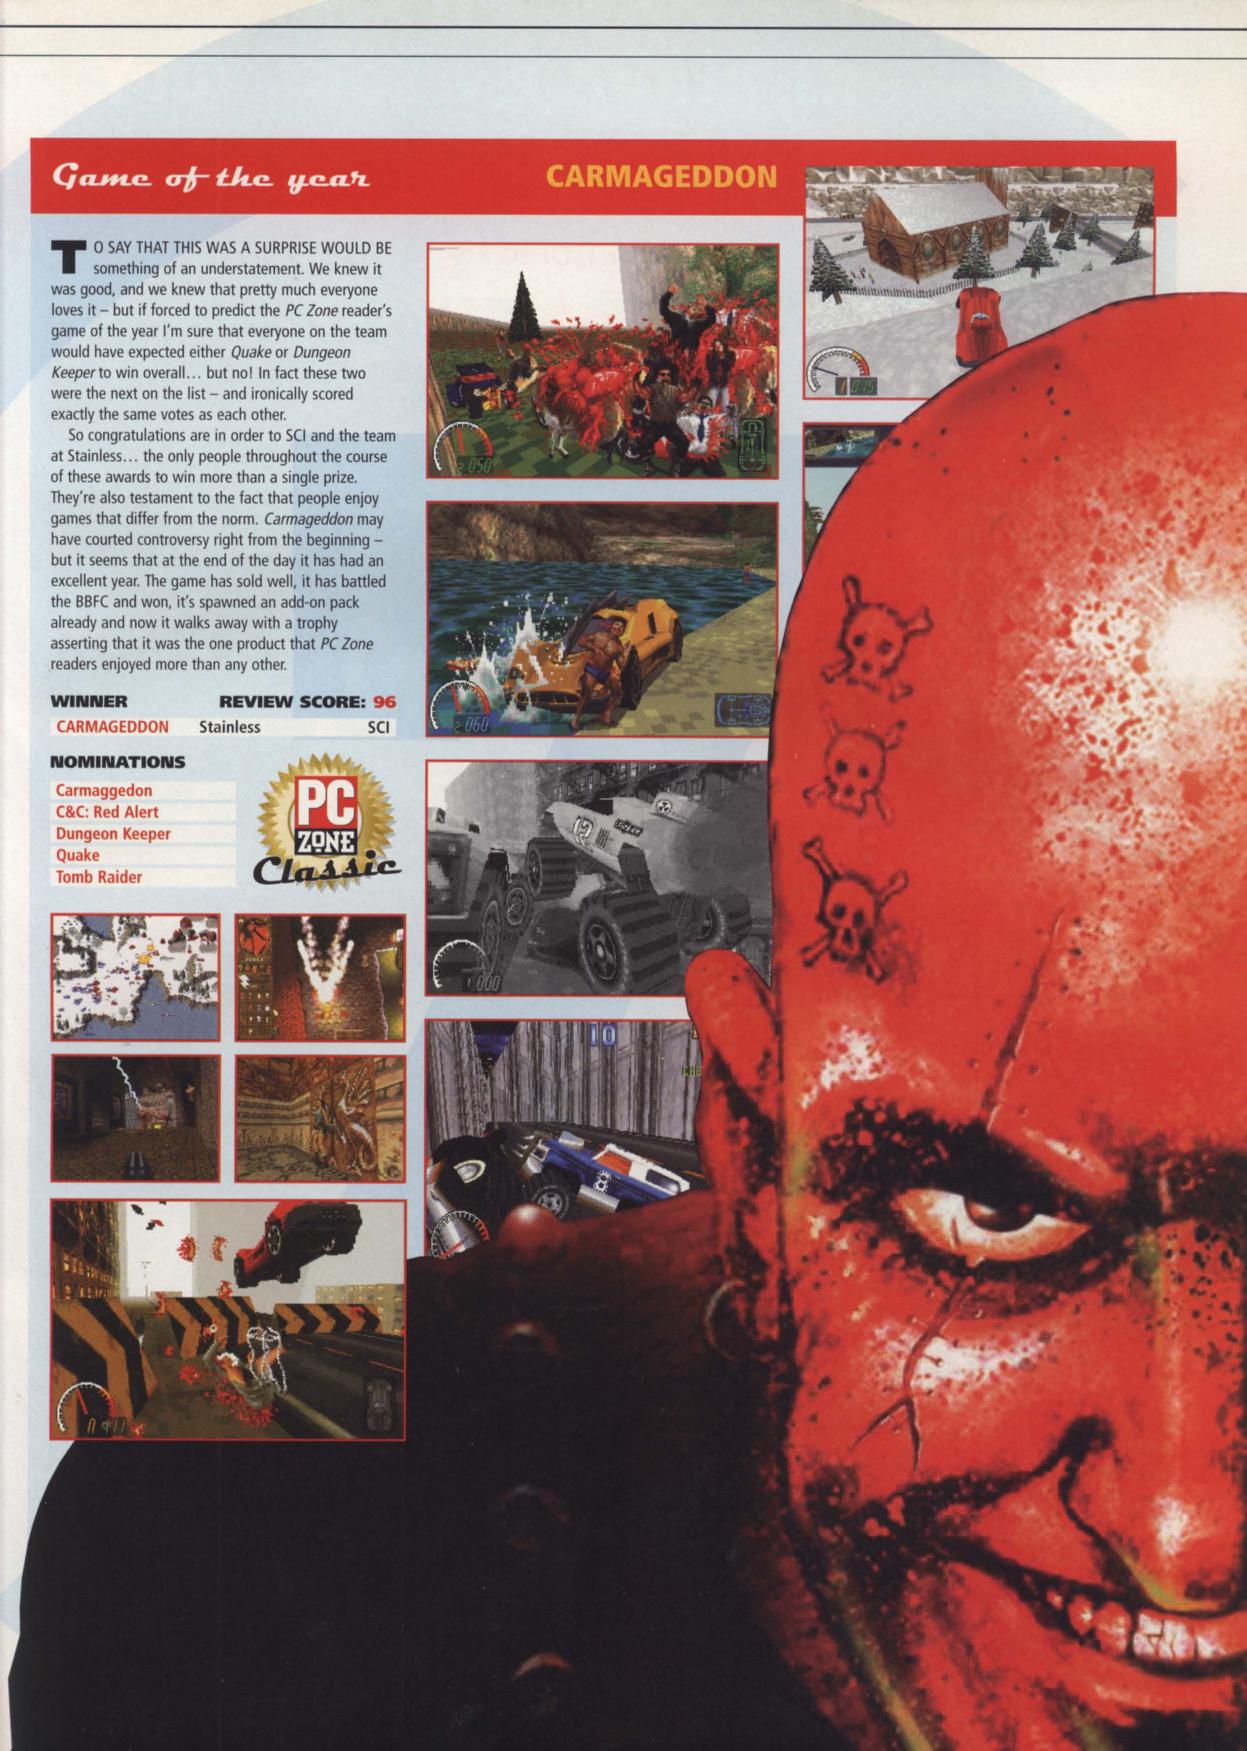 Game of the year
CARMAGEDDON
TO SAY THAT THIS WAS A SURPRISE WOULD BE
something of an understatement. We knew it
was good, and we knew that pretty much everyone
loves it – but if forced to predict the PC Zone reader's
game of the year I'm sure that everyone on the team
would have expected either Quake or Dungeon
Keeper to win overall... but no! In fact these two
were the next on the list – and ironically scored
exactly the same votes as each other.
So congratulations are in order to SCI and the team
at Stainless... the only people throughout the course
of these awards to win more than a single prize.
They're also testament to the fact that people enjoy
games that differ from the norm. Carmageddon may
have courted controversy right from the beginning –
but it seems that at the end of the day it has had an
excellent year. The game has sold well, it has battled
the BBFC and won, it's spawned an add-on pack
already and now it walks away with a trophy
asserting that it was the one product that PC Zone
readers enjoyed more than any other.
WINNER REVIEW SCORE: 96
CARMAGEDDON Stainless SCI
NOMINATIONS
Carmaggedon
C&C: Red Alert
Dungeon Keeper
Quake
Tomb Raider
PC
ZONE
Classic
2 050
2 060
1 000
1 015
10